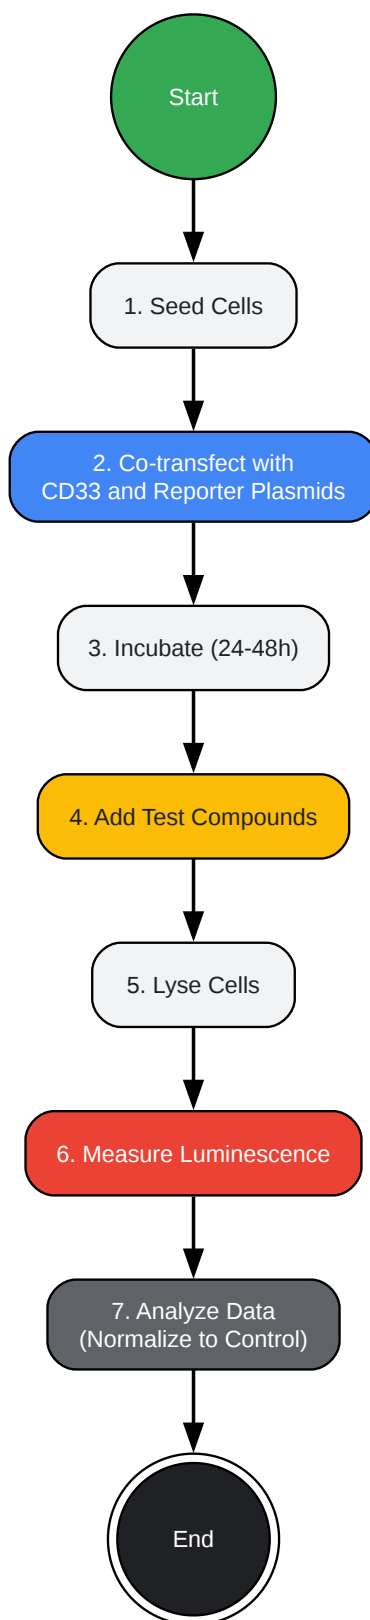 Start
1. Seed Cells
2. Co-transfect with
CD33 and Reporter Plasmids
3. Incubate (24-48h)
4. Add Test Compounds
5. Lyse Cells
6. Measure Luminescence
7. Analyze Data
(Normalize to Control)
End